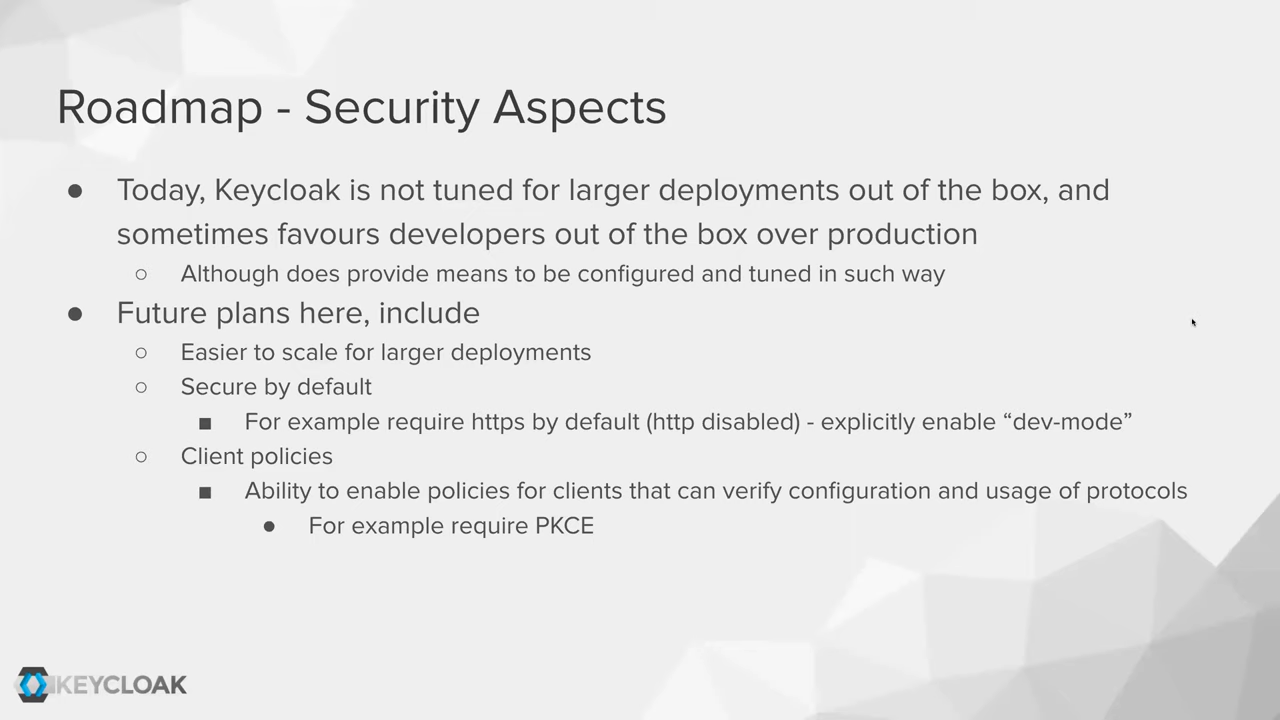 Roadmap - Security Aspects
● Today, Keycloak is not tuned for larger deployments out of the box, and
sometimes favours developers out of the box over production
○ Although does provide means to be configured and tuned in such way
● Future plans here, include
○ Easier to scale for larger deployments
○ Secure by default
■ For example require https by default (http disabled) - explicitly enable “dev-mode”
○ Client policies
■ Ability to enable policies for clients that can verify configuration and usage of protocols
● For example require PKCE
KEYCLOAK